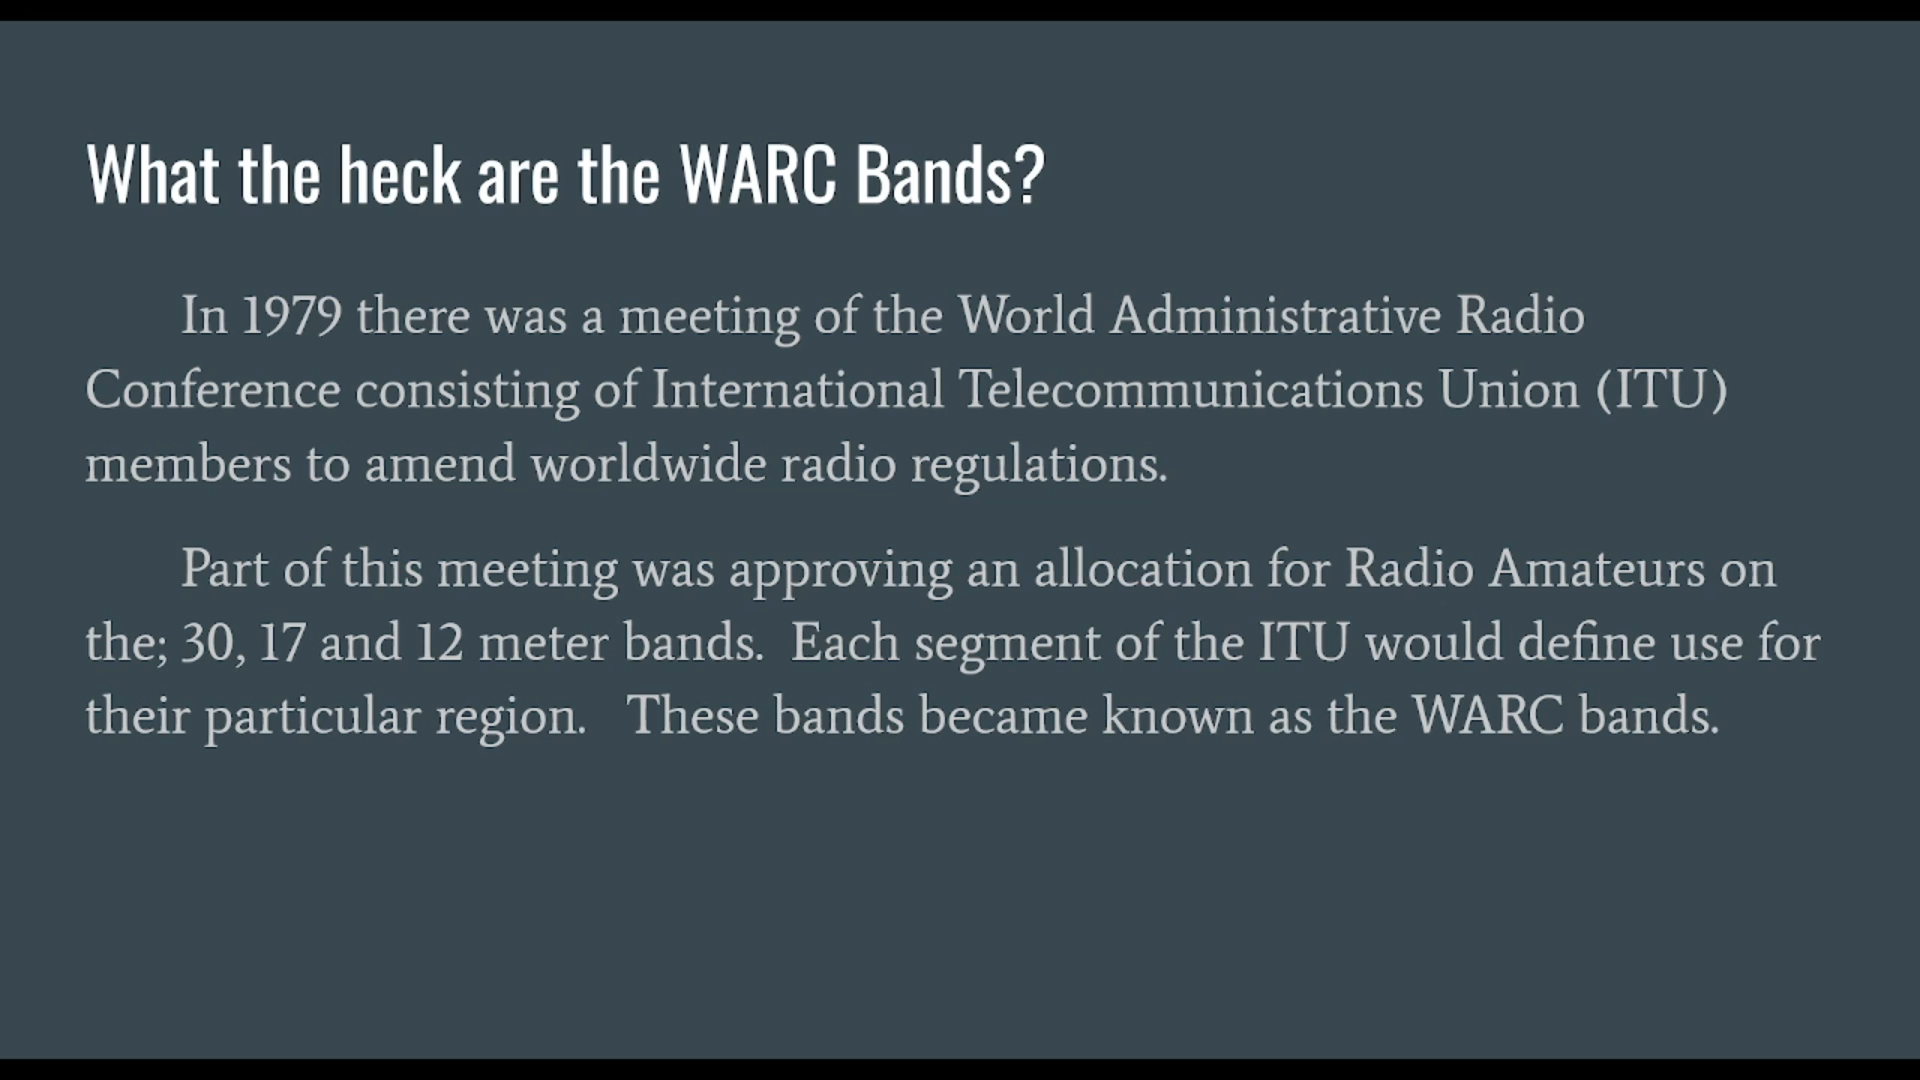 What the heck are the WARC Bands?
In 1979 there was a meeting of the World Administrative Radio
Conference consisting of International Telecommunications Union (ITU)
members to amend worldwide radio regulations.
Part of this meeting was approving an allocation for Radio Amateurs on
the; 30, 17 and 12 meter bands.  Each segment of the ITU would define use for
their particular region.   These bands became known as the WARC bands.